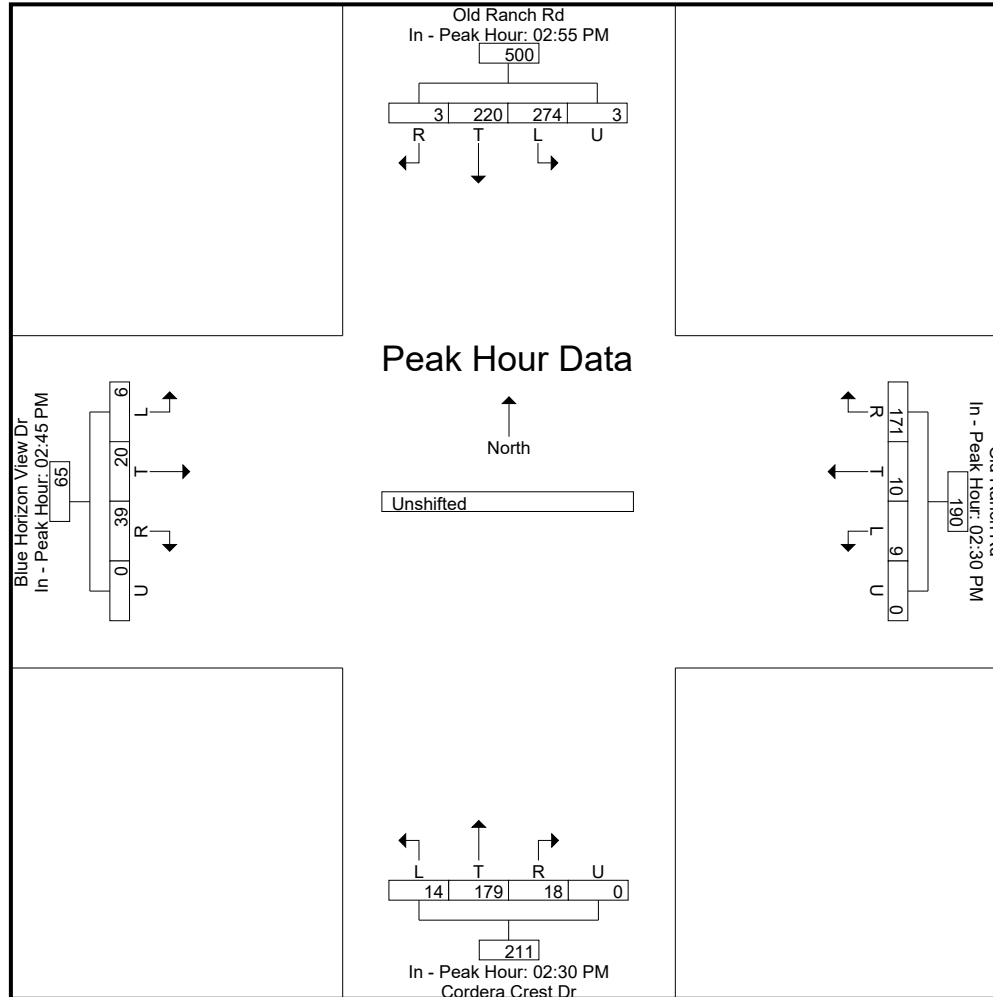 Old Ranch Rd
In - Peak Hour: 02:55 PM
500
3 220 274 3
R T L U
Peak Hour Data
North
Unshifted
Blue Horizon View Dr
In - Peak Hour: 02:45 PM
65
6 20 39 0
L T R U
In - Peak Hour: 02:30 PM
190
171 10 9 0
R T L U
L T R U
14 179 18 0
211
In - Peak Hour: 02:30 PM
Cordera Crest Dr